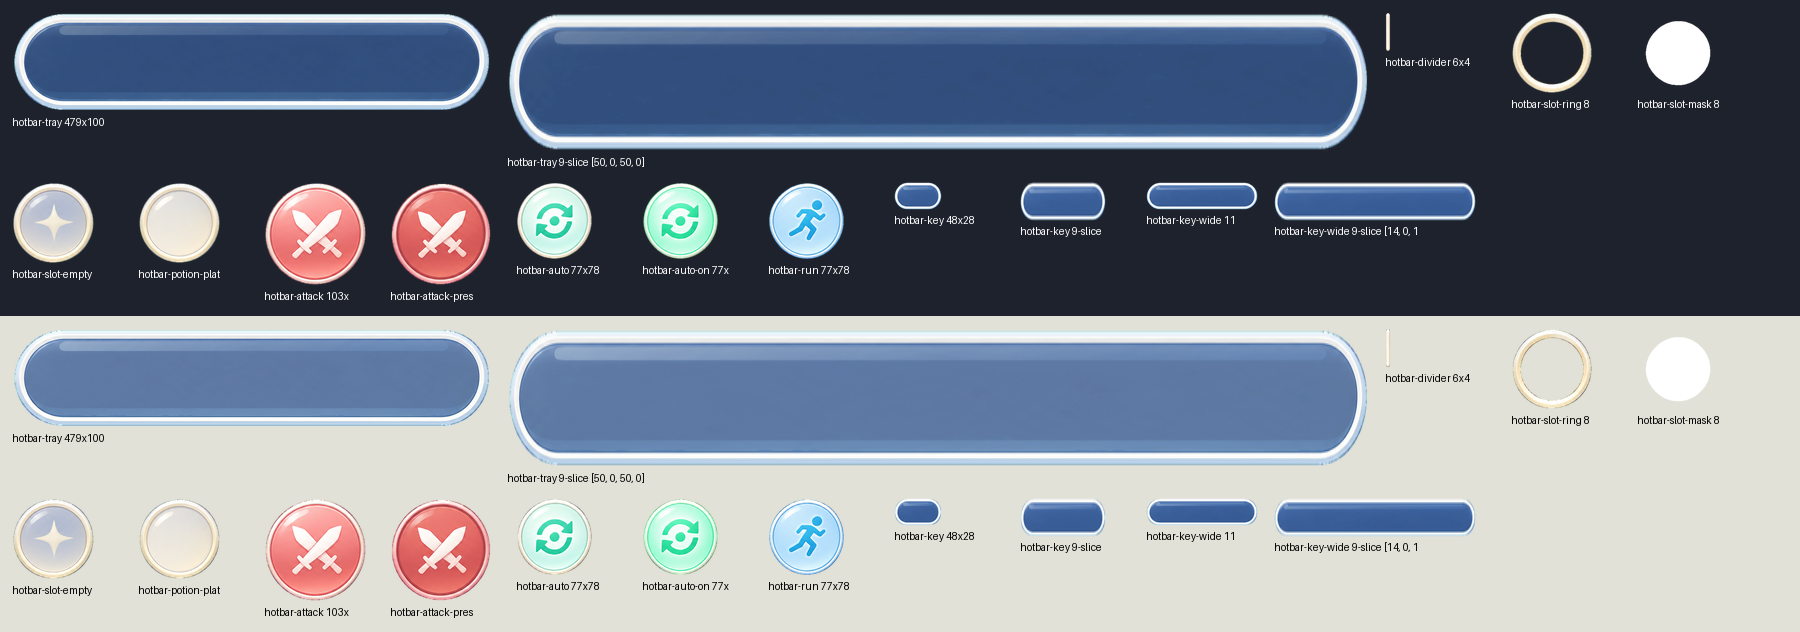 hotbar-tray 479x100
hotbar-tray 9-slice [50, 0, 50, 0]
hotbar-divider 6x4
hotbar-slot-ring 8
hotbar-slot-mask 8
hotbar-slot-empty
hotbar-potion-plat
hotbar-attack 103x
hotbar-attack-pres
hotbar-auto 77x78
hotbar-auto-on 77x
hotbar-run 77x78
hotbar-key 48x28
hotbar-key 9-slice
hotbar-key-wide 11
hotbar-key-wide 9-slice [14, 0, 1
hotbar-tray 479x100
hotbar-tray 9-slice [50, 0, 50, 0]
hotbar-divider 6x4
hotbar-slot-ring 8
hotbar-slot-mask 8
hotbar-slot-empty
hotbar-potion-plat
hotbar-attack 103x
hotbar-attack-pres
hotbar-auto 77x78
hotbar-auto-on 77x
hotbar-run 77x78
hotbar-key 48x28
hotbar-key 9-slice
hotbar-key-wide 11
hotbar-key-wide 9-slice [14, 0, 1